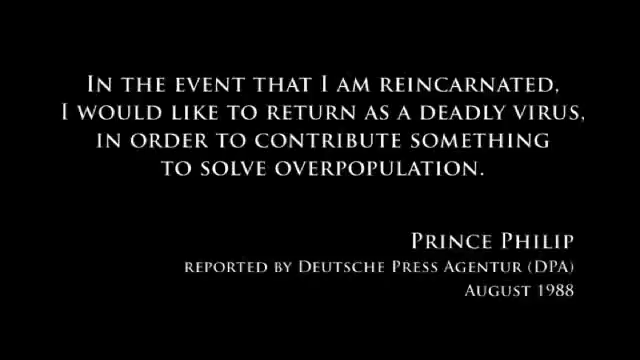 In the event that I am reincarnated,
I would like to return as a deadly virus,
in order to contribute something
to solve overpopulation.
Prince Philip
reported by Deutsche Press Agentur (DPA)
August 1988